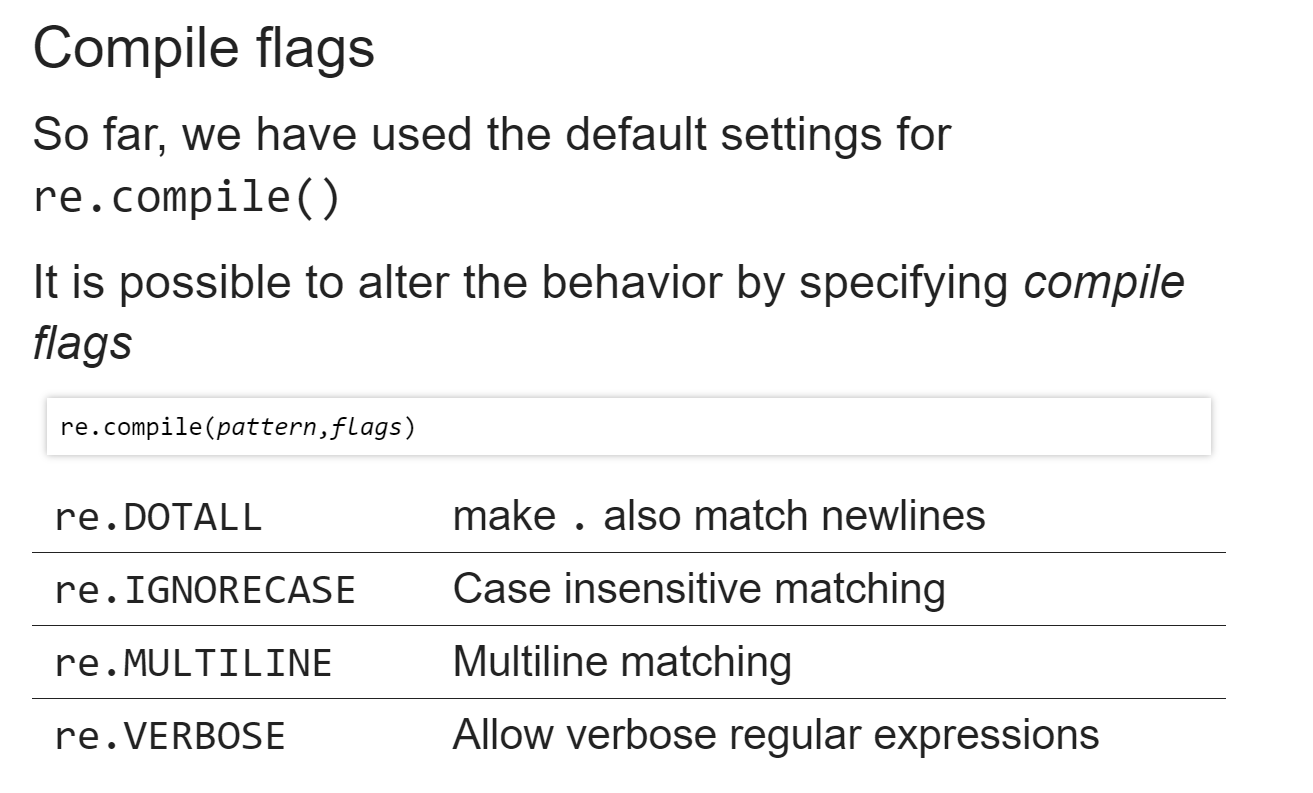 Compile flags
So far, we have used the default settings for
re.compile()
It is possible to alter the behavior by specifying compile
flags
re.compile(pattern,flags)
re.DOTALL make . also match newlines
re.IGNORECASE Case insensitive matching
re.MULTILINE Multiline matching
re.VERBOSE Allow verbose regular expressions